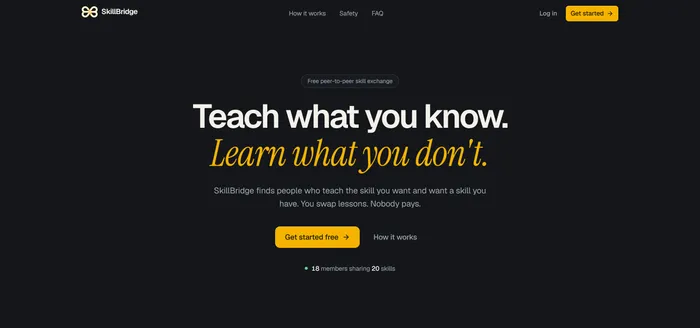 SkillBridge
How it works Safety FAQ
Log in Get started →
Free peer-to-peer skill exchange
Teach what you know.
Learn what you don't.
SkillBridge finds people who teach the skill you want and want a skill you
have. You swap lessons. Nobody pays.
Get started free → How it works
18 members sharing 20 skills